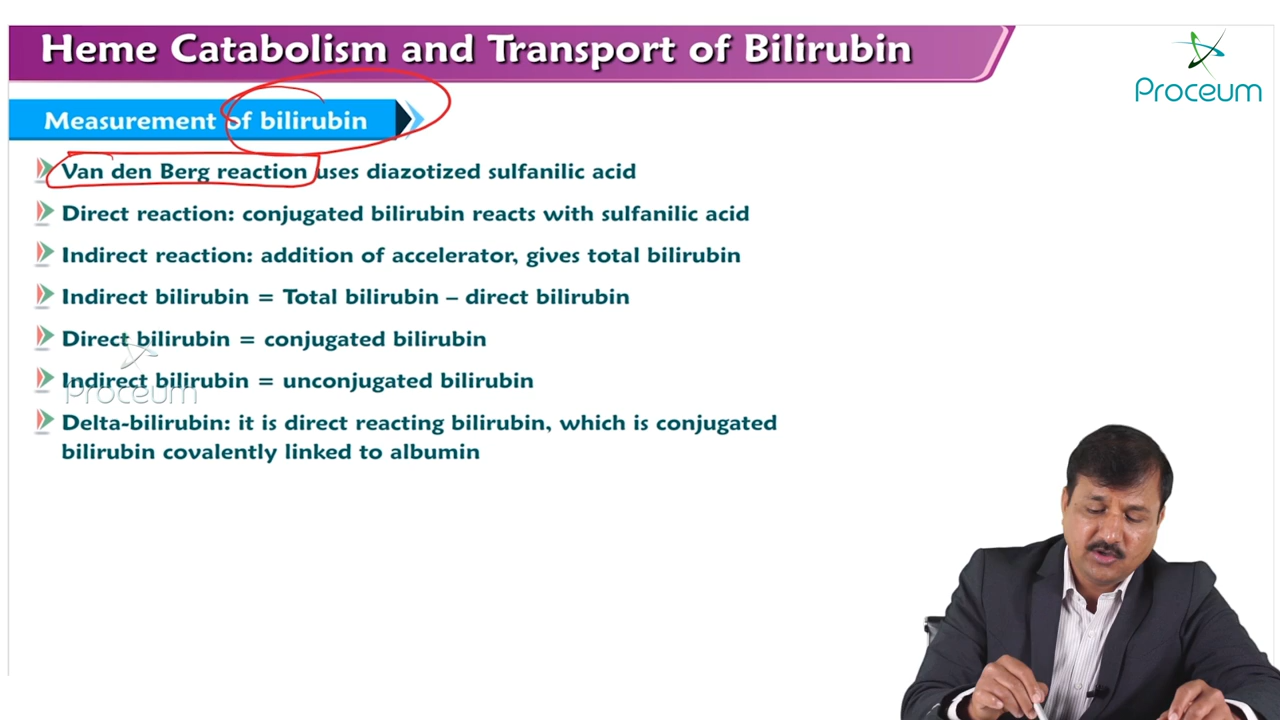 Heme Catabolism and Transport of Bilirubin
Proceum
Measurement of bilirubin
Van den Berg reaction uses diazotized sulfanilic acid
Direct reaction: conjugated bilirubin reacts with sulfanilic acid
Indirect reaction: addition of accelerator, gives total bilirubin
Indirect bilirubin = Total bilirubin – direct bilirubin
Direct bilirubin = conjugated bilirubin
Indirect bilirubin = unconjugated bilirubin
Proceum
Delta-bilirubin: it is direct reacting bilirubin, which is conjugated
bilirubin covalently linked to albumin